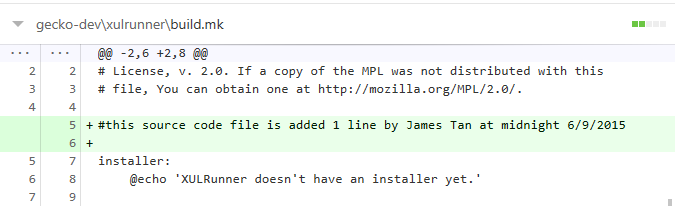 gecko-dev\xulrunner\build.mk
... ... @@ -2,6 +2,8 @@
2 2 # License, v. 2.0. If a copy of the MPL was not distributed with this
3 3 # file, You can obtain one at http://mozilla.org/MPL/2.0/.
4 4
5 + #this source code file is added 1 line by James Tan at midnight 6/9/2015
6 +
5 7 installer:
6 8 @echo 'XULRunner doesn't have an installer yet.'
7 9